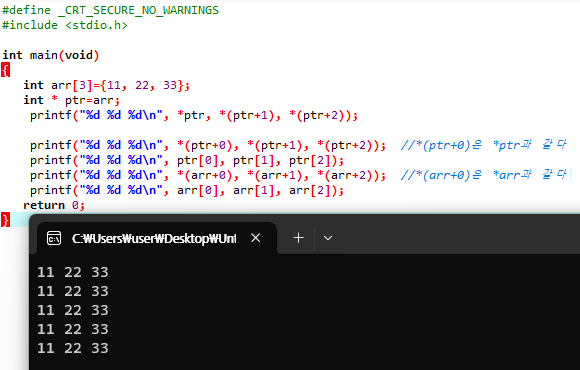 #define _CRT_SECURE_NO_WARNINGS
#include <stdio.h>
int main(void)
{
int arr[3]={11, 22, 33};
int * ptr=arr;
printf("%d %d %d\n", *ptr, *(ptr+1), *(ptr+2));
printf("%d %d %d\n", *(ptr+0), *(ptr+1), *(ptr+2)); //*(ptr+0)은 *ptr과 같다
printf("%d %d %d\n", ptr[0], ptr[1], ptr[2]);
printf("%d %d %d\n", *(arr+0), *(arr+1), *(arr+2)); //*(arr+0)은 *arr과 같다
printf("%d %d %d\n", arr[0], arr[1], arr[2]);
return 0;
}
C:₩Users₩user₩Desktop₩Unt
11 22 33
11 22 33
11 22 33
11 22 33
11 22 33